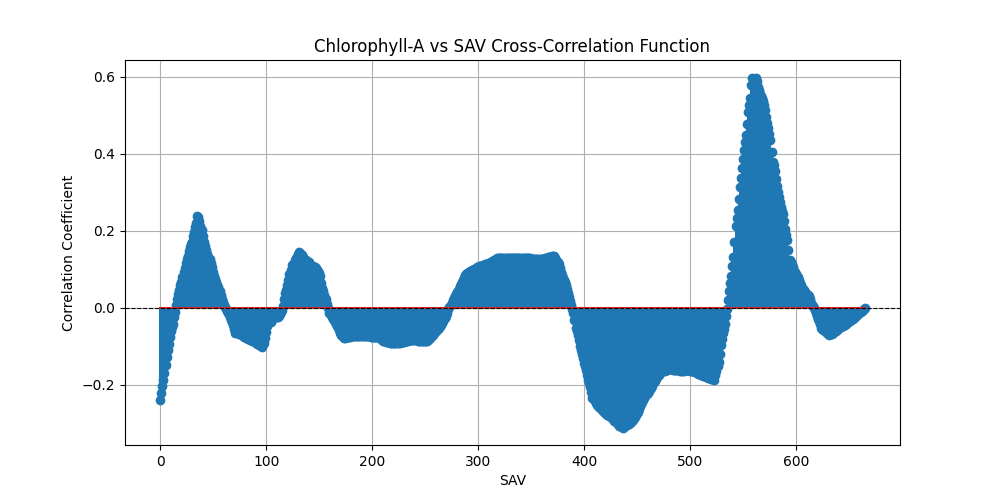 Chlorophyll-A vs SAV Cross-Correlation Function
0.6
0.4
0.2
0.0
−0.2
Correlation Coefficient
0 100 200 300 400 500 600
SAV